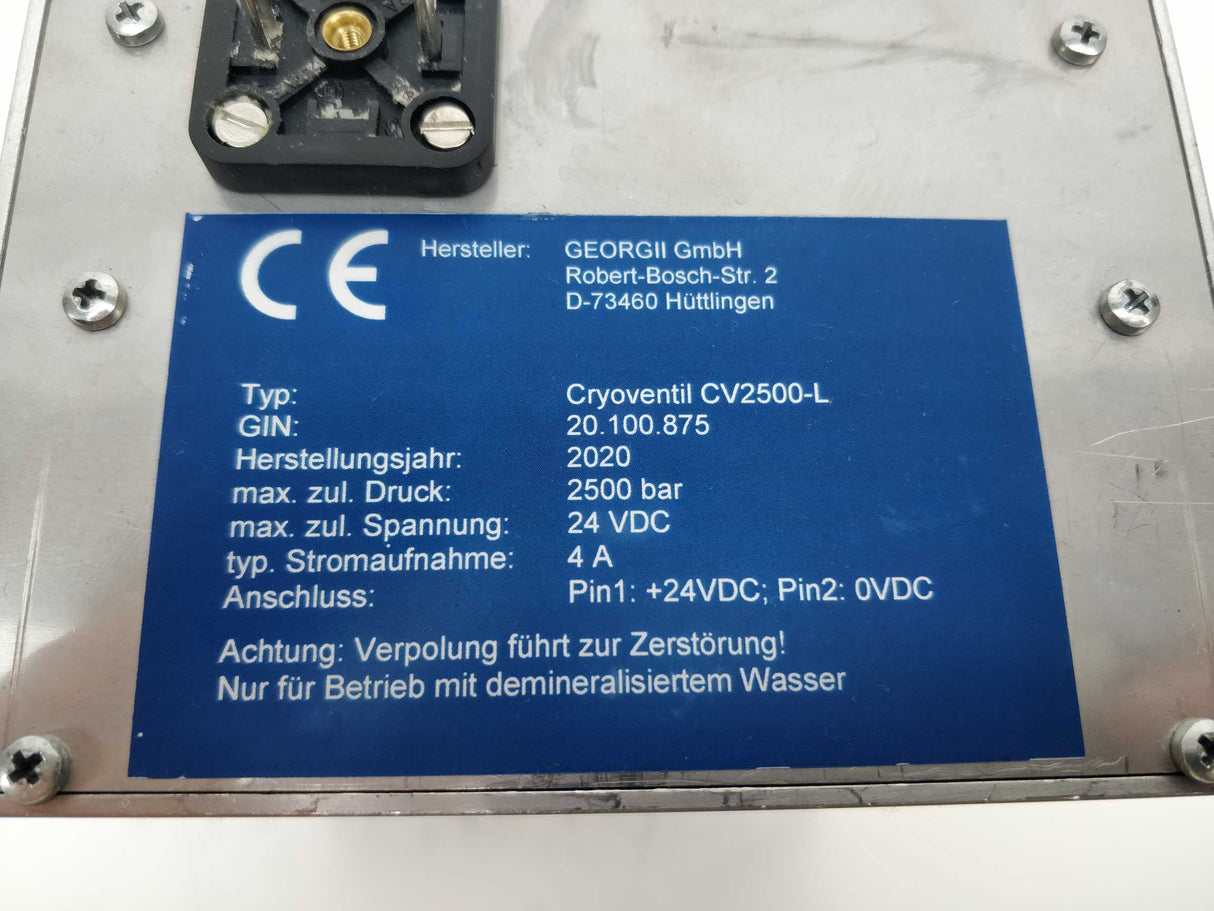 CE Hersteller: GEORGII GmbH
Robert-Bosch-Str. 2
D-73460 Hüttlingen
Typ: Cryoventil CV2500-L
GIN: 20.100.875
Herstellungsjahr: 2020
max. zul. Druck: 2500 bar
max. zul. Spannung: 24 VDC
typ. Stromaufnahme: 4 A
Anschluss: Pin1: +24VDC; Pin2: 0VDC
Achtung: Verpolung führt zur Zerstörung!
Nur für Betrieb mit demineralisiertem Wasser